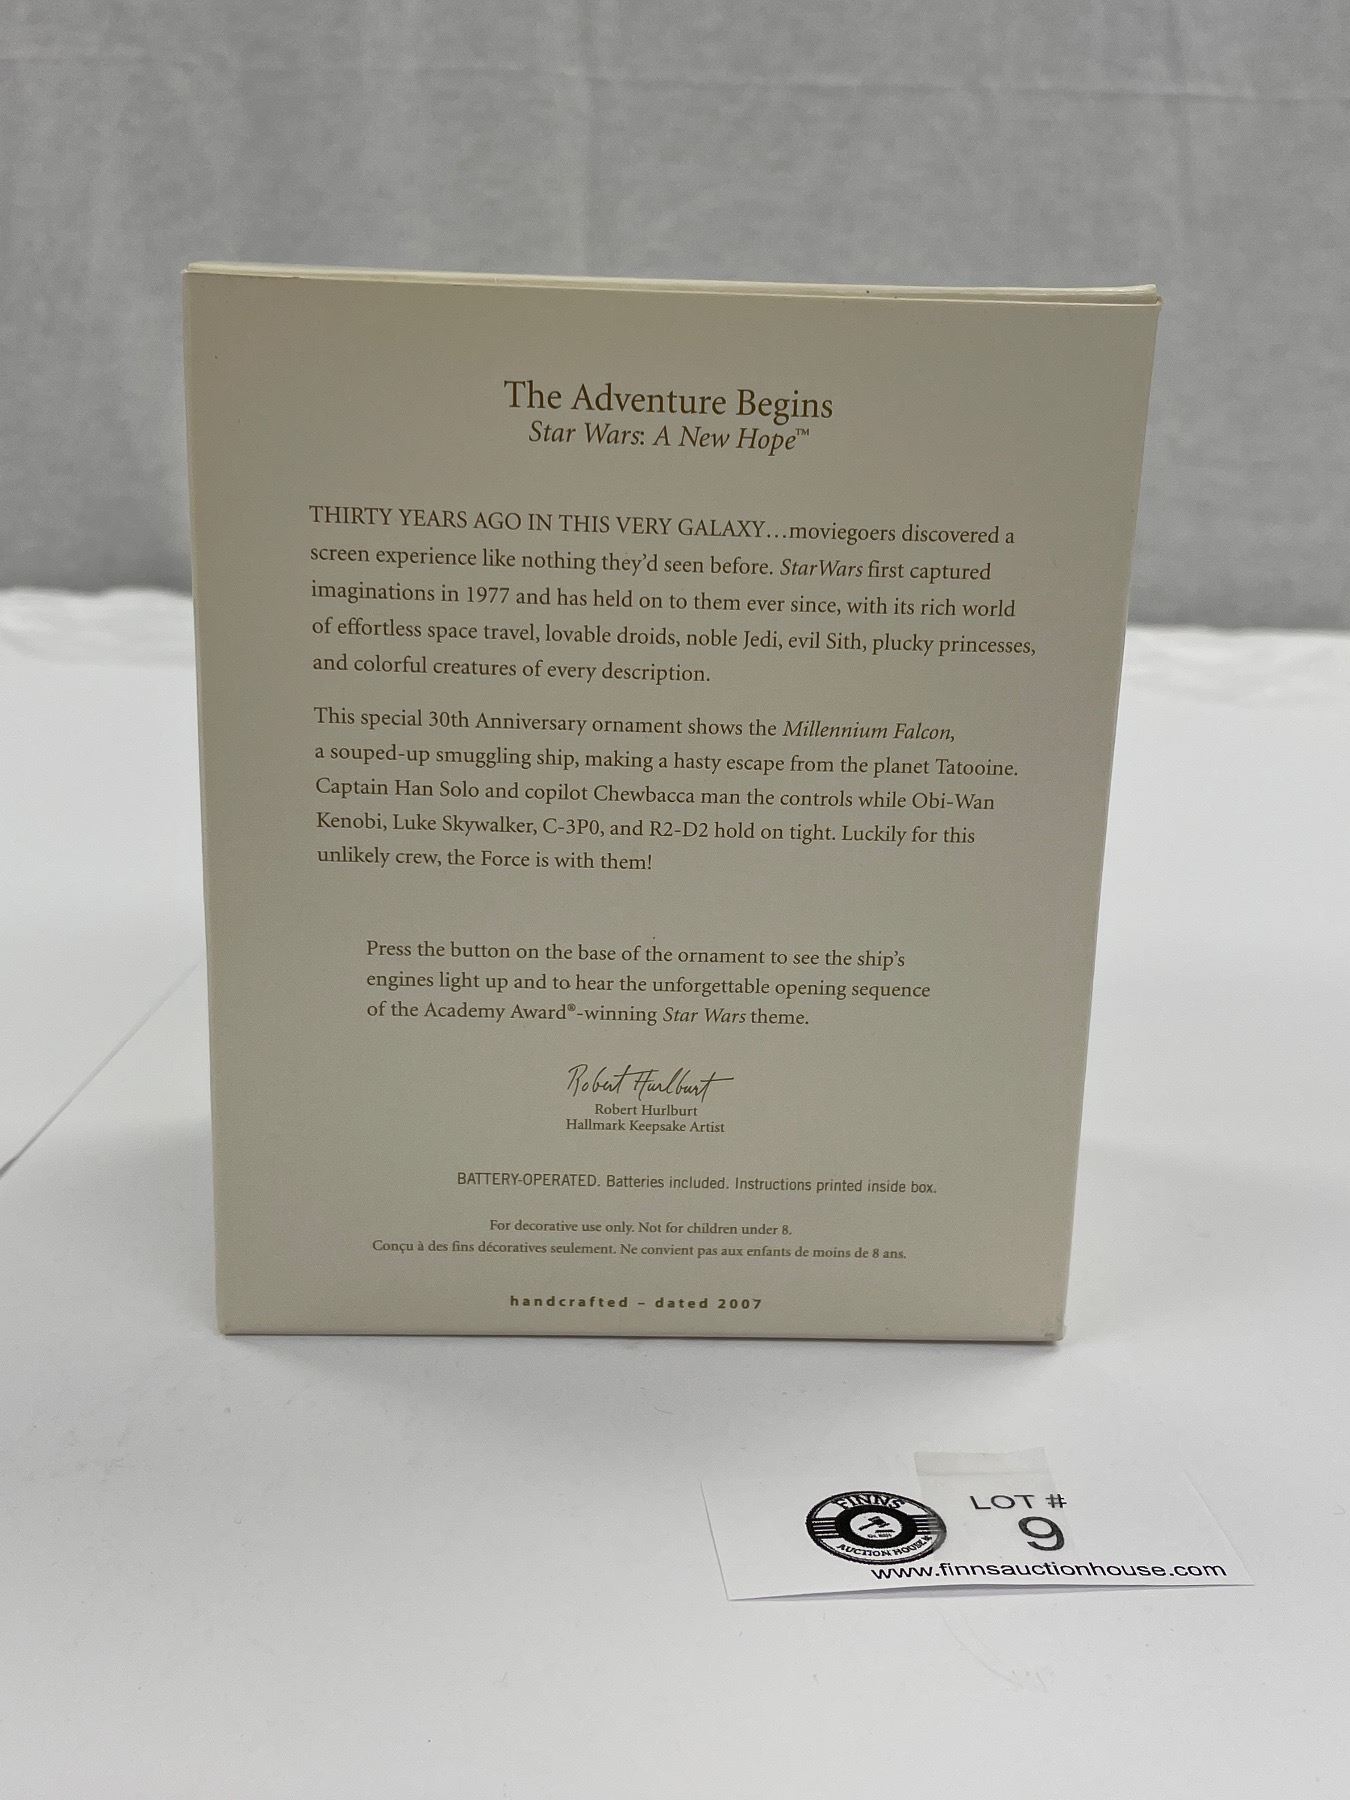 The Adventure Begins
Star Wars: A New Hope™
THIRTY YEARS AGO IN THIS VERY GALAXY…moviegoers discovered a
screen experience like nothing they’d seen before. StarWars first captured
imaginations in 1977 and has held on to them ever since, with its rich world
of effortless space travel, lovable droids, noble Jedi, evil Sith, plucky princesses,
and colorful creatures of every description.
This special 30th Anniversary ornament shows the Millennium Falcon,
a souped-up smuggling ship, making a hasty escape from the planet Tatooine.
Captain Han Solo and copilot Chewbacca man the controls while Obi-Wan
Kenobi, Luke Skywalker, C-3P0, and R2-D2 hold on tight. Luckily for this
unlikely crew, the Force is with them!
Press the button on the base of the ornament to see the ship’s
engines light up and to hear the unforgettable opening sequence
of the Academy Award®-winning Star Wars theme.
Robert Hurlburt
Robert Hurlburt
Hallmark Keepsake Artist
BATTERY-OPERATED. Batteries included. Instructions printed inside box.
For decorative use only. Not for children under 8.
Conçu à des fins décoratives seulement. Ne convient pas aux enfants de moins de 8 ans.
handcrafted – dated 2007
FINNS
AUCTION HOUSE
LOT #
9
www.finnsauctionhouse.com